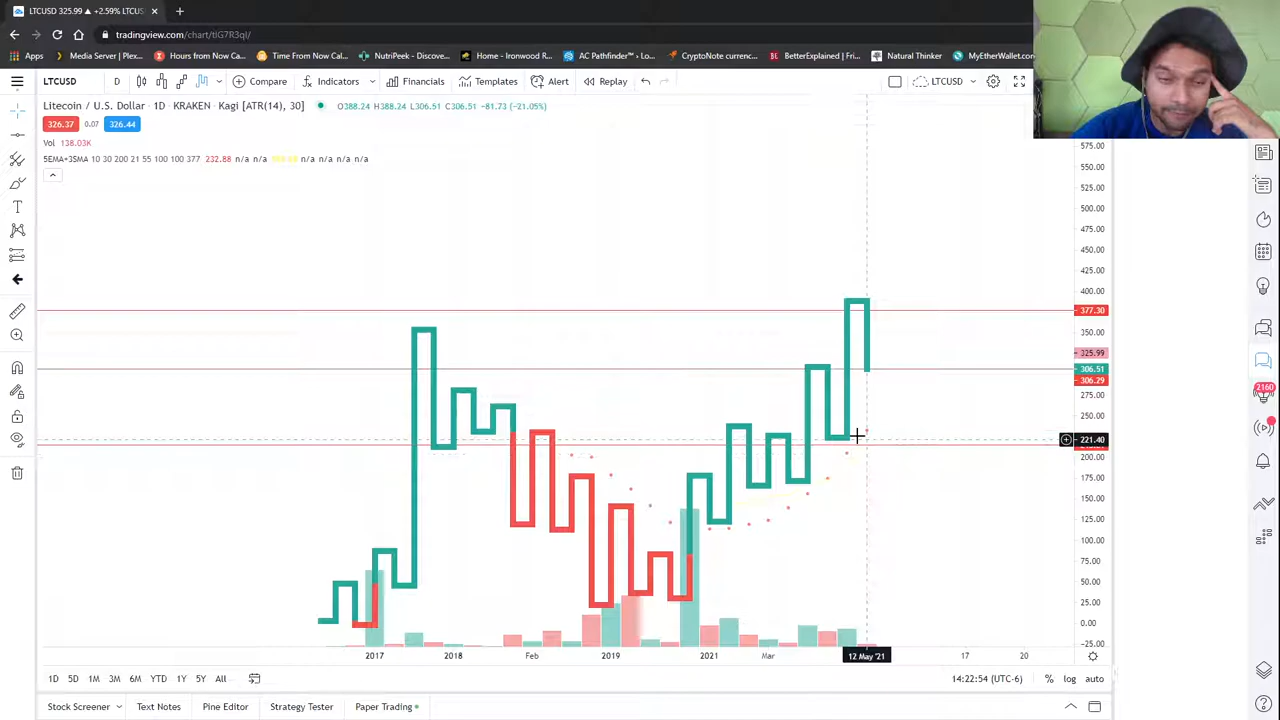 LTCUSD 325.99 ▲ +2.59% LTCUS
tradingview.com/chart/tlG7R3ql/
Apps Media Server | Plex... Hours from Now Cal... Time From Now Cal... NutriPeek - Discove... Home - Ironwood R... AC Pathfinder™ • Lo... CryptoNote currenc... BE BetterExplained | F... Natural Thinker MyEtherWallet.com
LTCUSD D Compare Indicators Financials Templates Alert Replay LTCUSD
Litecoin / U.S. Dollar · 1D · KRAKEN · Kagi [ATR(14), 30] O388.24 H388.24 L306.51 C306.51 −81.73 (−21.05%)
326.37 0.07 326.44
Vol 138.03K
5EMA+3SMA 10 30 200 21 55 100 100 377 232.88 n/a n/a n/a n/a n/a n/a
575.00
550.00
525.00
500.00
475.00
450.00
425.00
400.00
377.30
350.00
325.99
306.51
306.29
275.00
250.00
221.40
200.00
175.00
150.00
125.00
100.00
75.00
50.00
25.00
0.00
−25.00
2160
2017 2018 Feb 2019 2021 Mar 12 May '21 17 20
1D 5D 1M 3M 6M YTD 1Y 5Y All 14:22:54 (UTC-6) % log auto
Stock Screener Text Notes Pine Editor Strategy Tester Paper Trading